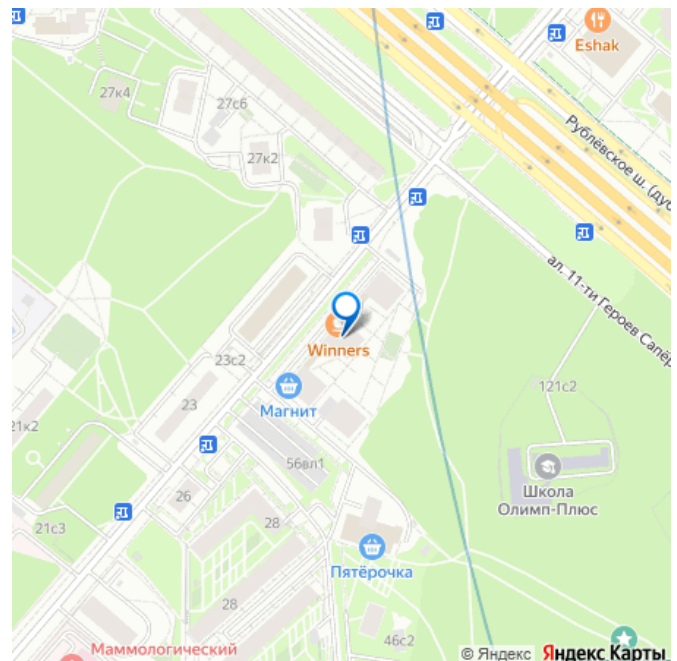 Eshak
27к4
27с6
27к2
Рублёвское ш. (дус
ал. 11-ти Героев Сапёр
Winners
23с2
121с2
Магнит
23
21к2
Школа
Олимп-Плюс
56вл1
26
21с3
28
Пятёрочка
28
46с2
Маммологический
© Яндекс Яндекс Карты